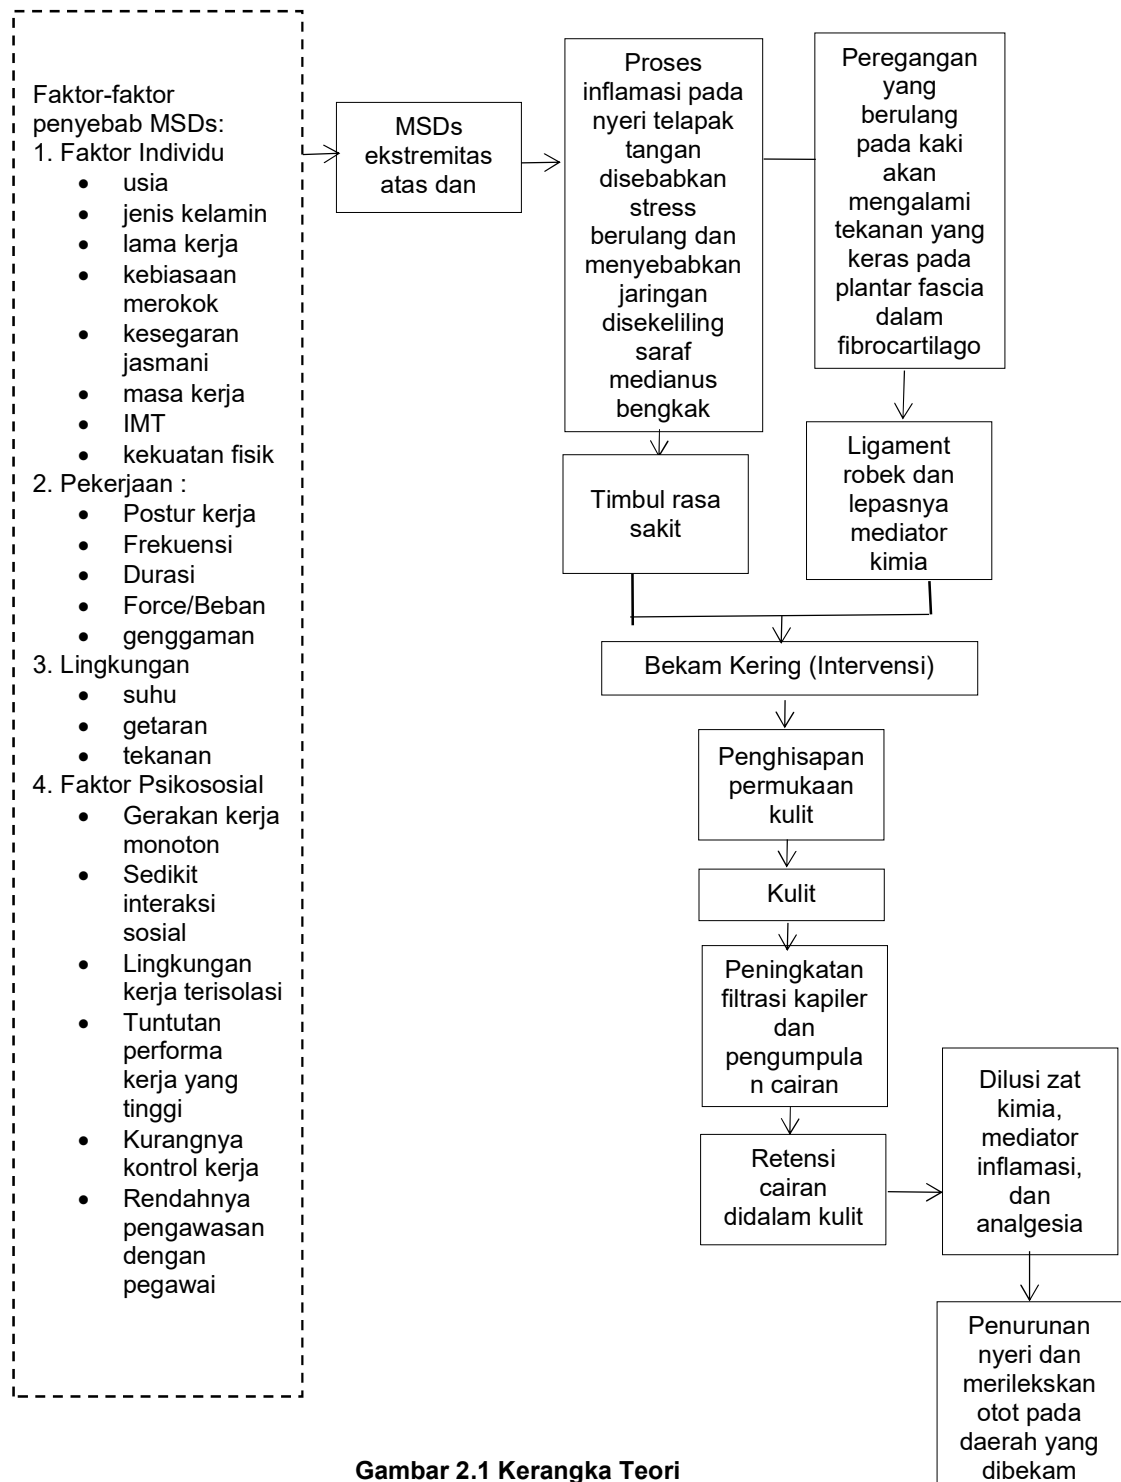 Faktor-faktor
penyebab MSDs:
1. Faktor Individu
• usia
• jenis kelamin
• lama kerja
• kebiasaan
merokok
• kesegaran
jasmani
• masa kerja
• IMT
• kekuatan fisik
2. Pekerjaan :
• Postur kerja
• Frekuensi
• Durasi
• Force/Beban
• genggaman
3. Lingkungan
• suhu
• getaran
• tekanan
4. Faktor Psikososial
• Gerakan kerja
monoton
• Sedikit
interaksi
sosial
• Lingkungan
kerja terisolasi
• Tuntutan
performa
kerja yang
tinggi
• Kurangnya
kontrol kerja
• Rendahnya
pengawasan
dengan
pegawai
MSDs
ekstremitas
atas dan
Proses
inflamasi pada
nyeri telapak
tangan
disebabkan
stress
berulang dan
menyebabkan
jaringan
disekeliling
saraf
medianus
bengkak
Peregangan
yang
berulang
pada kaki
akan
mengalami
tekanan yang
keras pada
plantar fascia
dalam
fibrocartilago
Timbul rasa
sakit
Ligament
robek dan
lepasnya
mediator
kimia
Bekam Kering (Intervensi)
Penghisapan
permukaan
kulit
Kulit
Peningkatan
filtrasi kapiler
dan
pengumpula
n cairan
Retensi
cairan
didalam kulit
Dilusi zat
kimia,
mediator
inflamasi,
dan
analgesia
Penurunan
nyeri dan
merilekskan
otot pada
daerah yang
dibekam
Gambar 2.1 Kerangka Teori